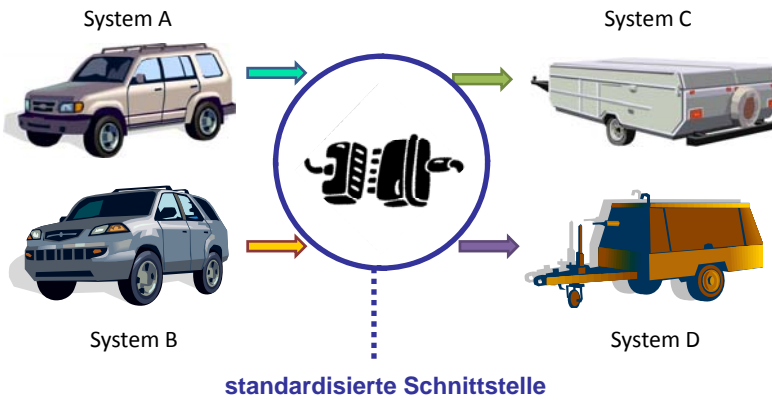 System A
System C
System B
System D
standardisierte Schnittstelle